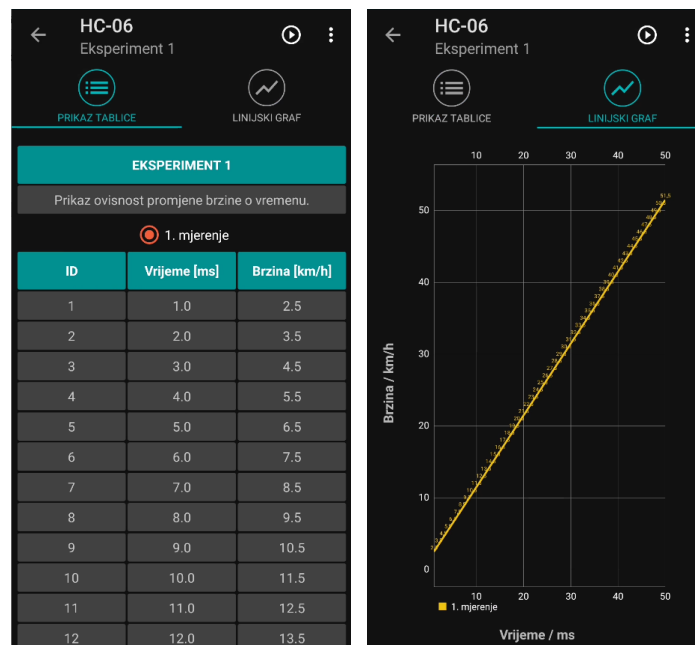 HC-06
Eksperiment 1
PRIKAZ TABLICE LINIJSKI GRAF
EKSPERIMENT 1
Prikaz ovisnost promjene brzine o vremenu.
1. mjerenje
ID Vrijeme [ms] Brzina [km/h]
1 1.0 2.5
2 2.0 3.5
3 3.0 4.5
4 4.0 5.5
5 5.0 6.5
6 6.0 7.5
7 7.0 8.5
8 8.0 9.5
9 9.0 10.5
10 10.0 11.5
11 11.0 12.5
12 12.0 13.5
HC-06
Eksperiment 1
PRIKAZ TABLICE LINIJSKI GRAF
10 20 30 40 50
50
40
30
20
10
0
Brzina / km/h
10 20 30 40 50
1. mjerenje
Vrijeme / ms